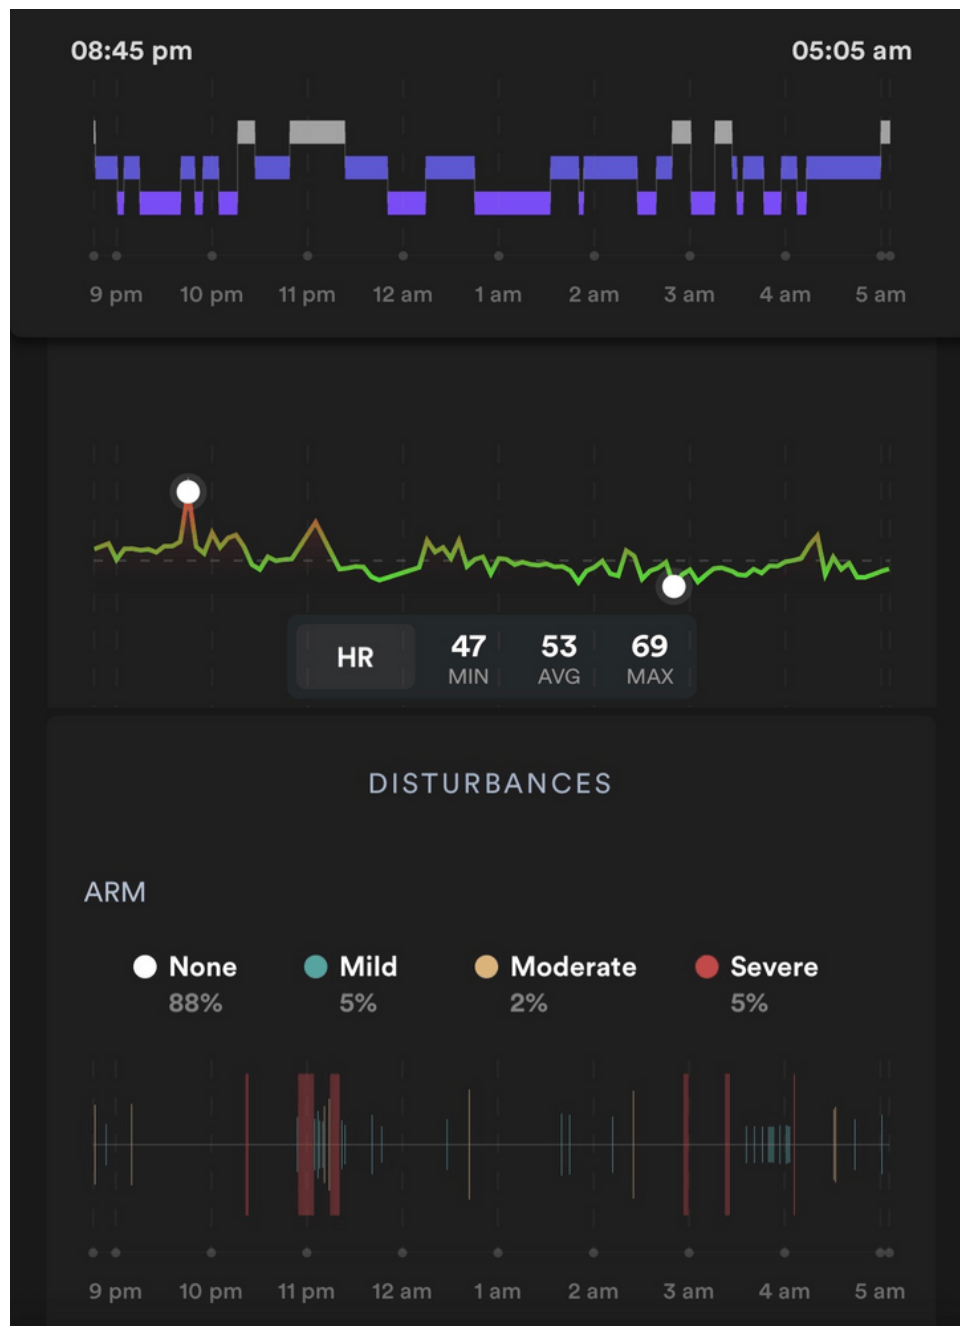 08:45 pm 05:05 am
9 pm 10 pm 11 pm 12 am 1 am 2 am 3 am 4 am 5 am
HR 47 53 69
MIN AVG MAX
DISTURBANCES
ARM
None Mild Moderate Severe
88% 5% 2% 5%
9 pm 10 pm 11 pm 12 am 1 am 2 am 3 am 4 am 5 am